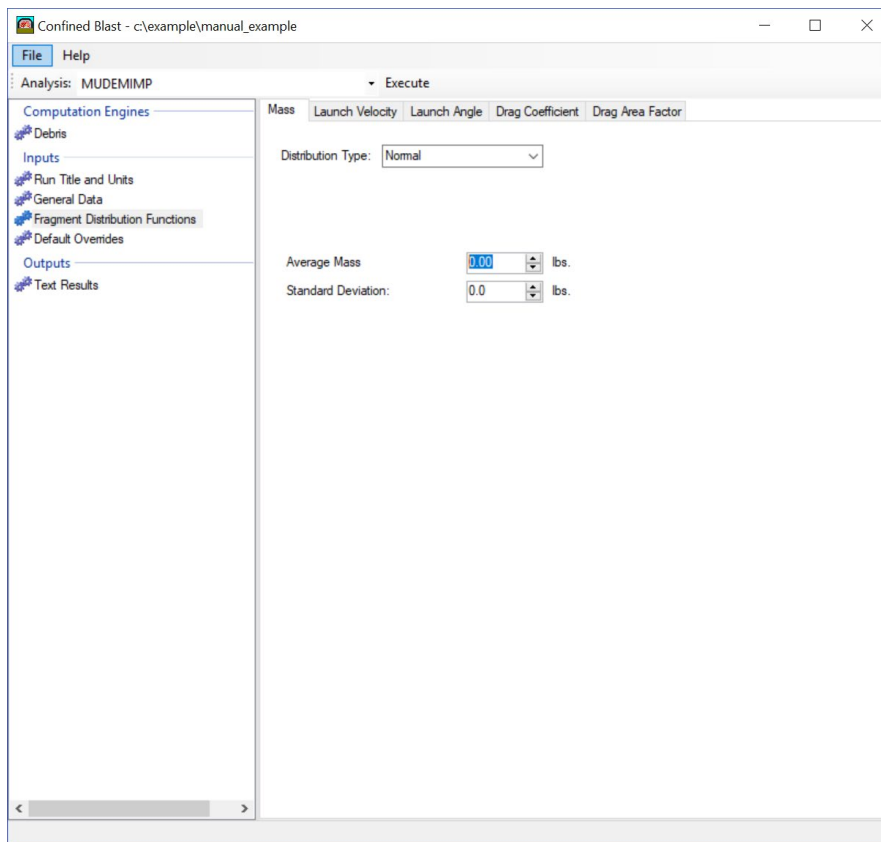 Confined Blast - c:\example\manual_example
File Help
Analysis: MUDEMIMP Execute
Computation Engines
Debris
Inputs
Run Title and Units
General Data
Fragment Distribution Functions
Default Overrides
Outputs
Text Results
Mass Launch Velocity Launch Angle Drag Coefficient Drag Area Factor
Distribution Type: Normal
Average Mass 0.00 lbs.
Standard Deviation: 0.0 lbs.